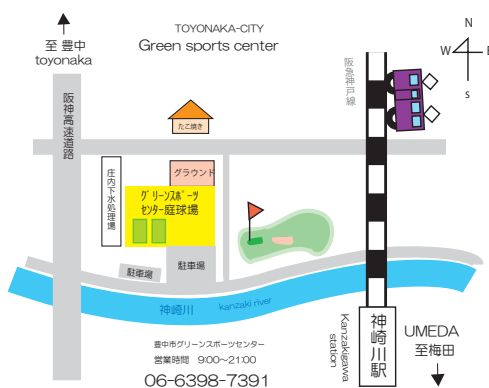 TOYONAKA-CITY
Green sports center
至 豊中
toyonaka
N
W
E
s
阪急神戸線
阪神高速道路
たこ焼き
庄内下水処理場
グラウンド
グリーンスポーツ
センター庭球場
駐車場
駐車場
神崎川 kanzaki river
Kanzakigawa
station
神崎川駅
UMEDA
至梅田
豊中市グリーンスポーツセンター
営業時間 9:00~21:00
06-6398-7391